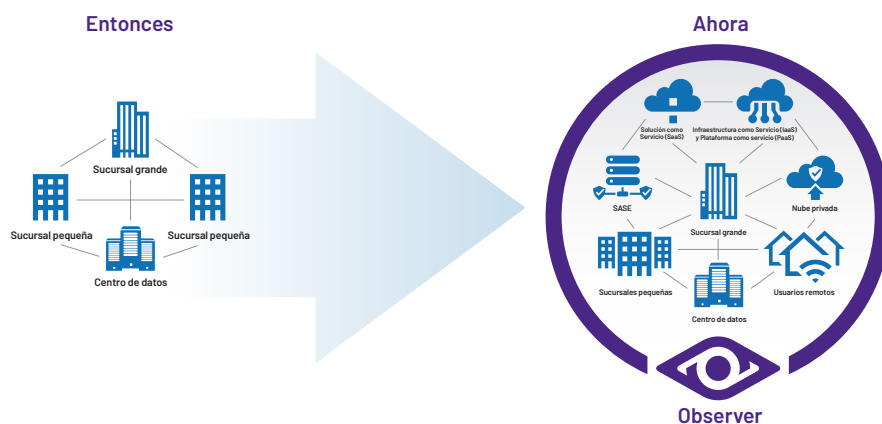 Entonces
Sucursal grande
Sucursal pequeña
Sucursal pequeña
Centro de datos
Ahora
Solución como
Servicio (SaaS)
Infraestructura como Servicio (IaaS)
y Plataforma como servicio (PaaS)
SASE
Nube privada
Sucursal grande
Sucursales pequeñas
Usuarios remotos
Centro de datos
Observer